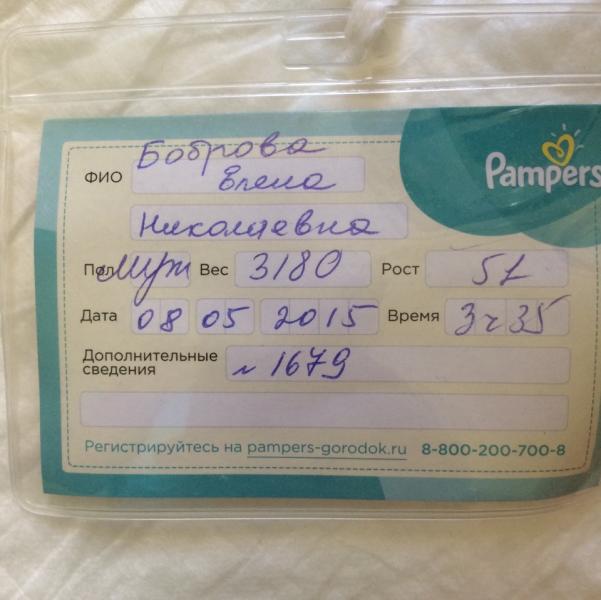 Pampers
Боброва
ФИО Елена
Николаевна
Пол Муж Вес 3180 Рост 51
Дата 08 05 2015 Время 3ч 35
Дополнительные
сведения № 1679
Регистрируйтесь на pampers-gorodok.ru 8-800-200-700-8